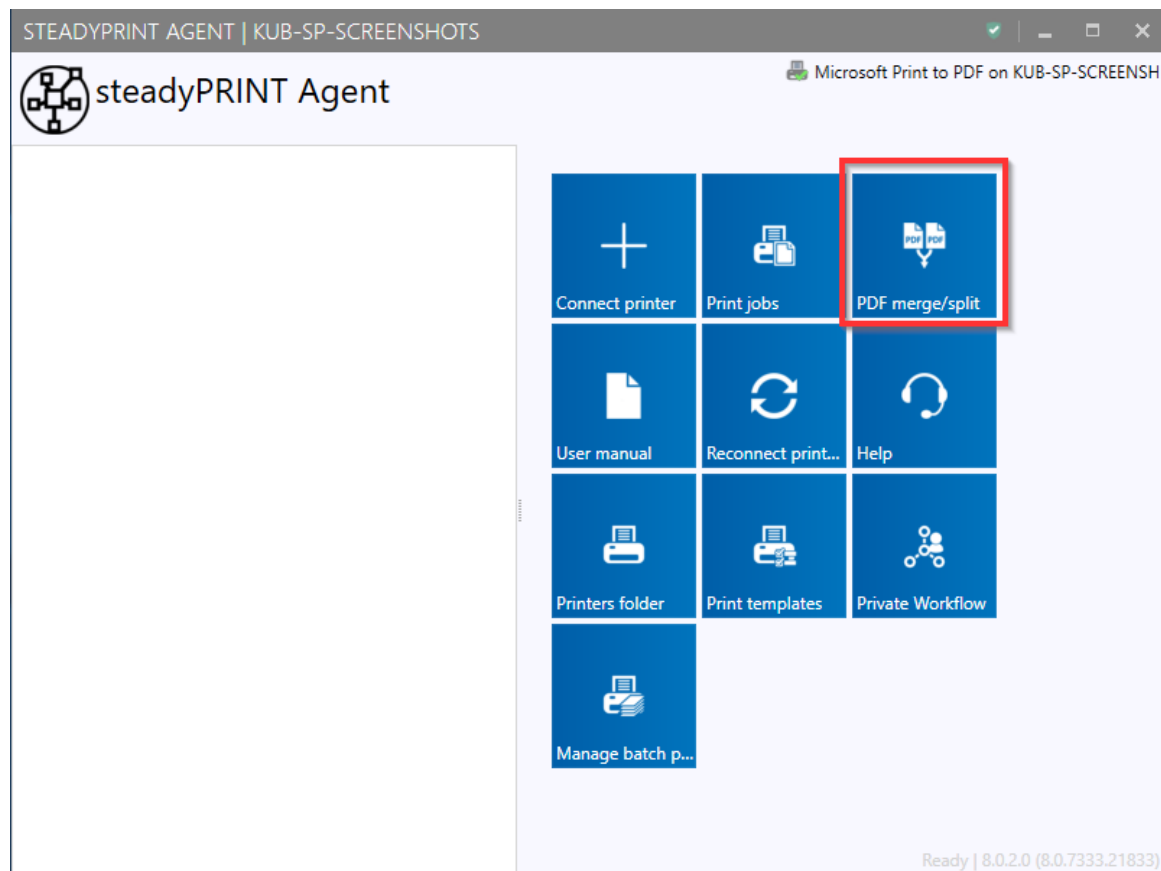 STEADYPRINT AGENT | KUB-SP-SCREENSHOTS
Microsoft Print to PDF on KUB-SP-SCREENSH
steadyPRINT Agent
PDF PDF
Connect printer
Print jobs
PDF merge/split
User manual
Reconnect print...
Help
Printers folder
Print templates
Private Workflow
Manage batch p...
Ready | 8.0.2.0 (8.0.7333.21833)